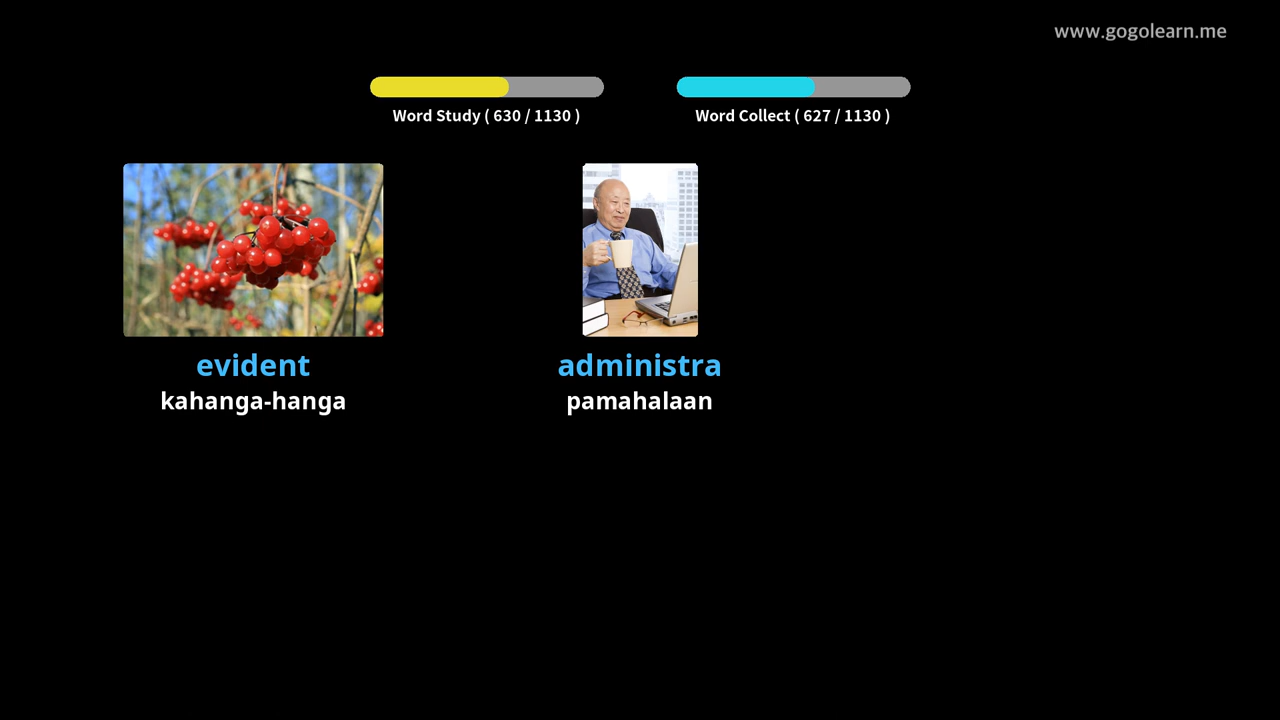 www.gogolearn.me
Word Study ( 630 / 1130 )
Word Collect ( 627 / 1130 )
evident
kahanga-hanga
administra
pamahalaan